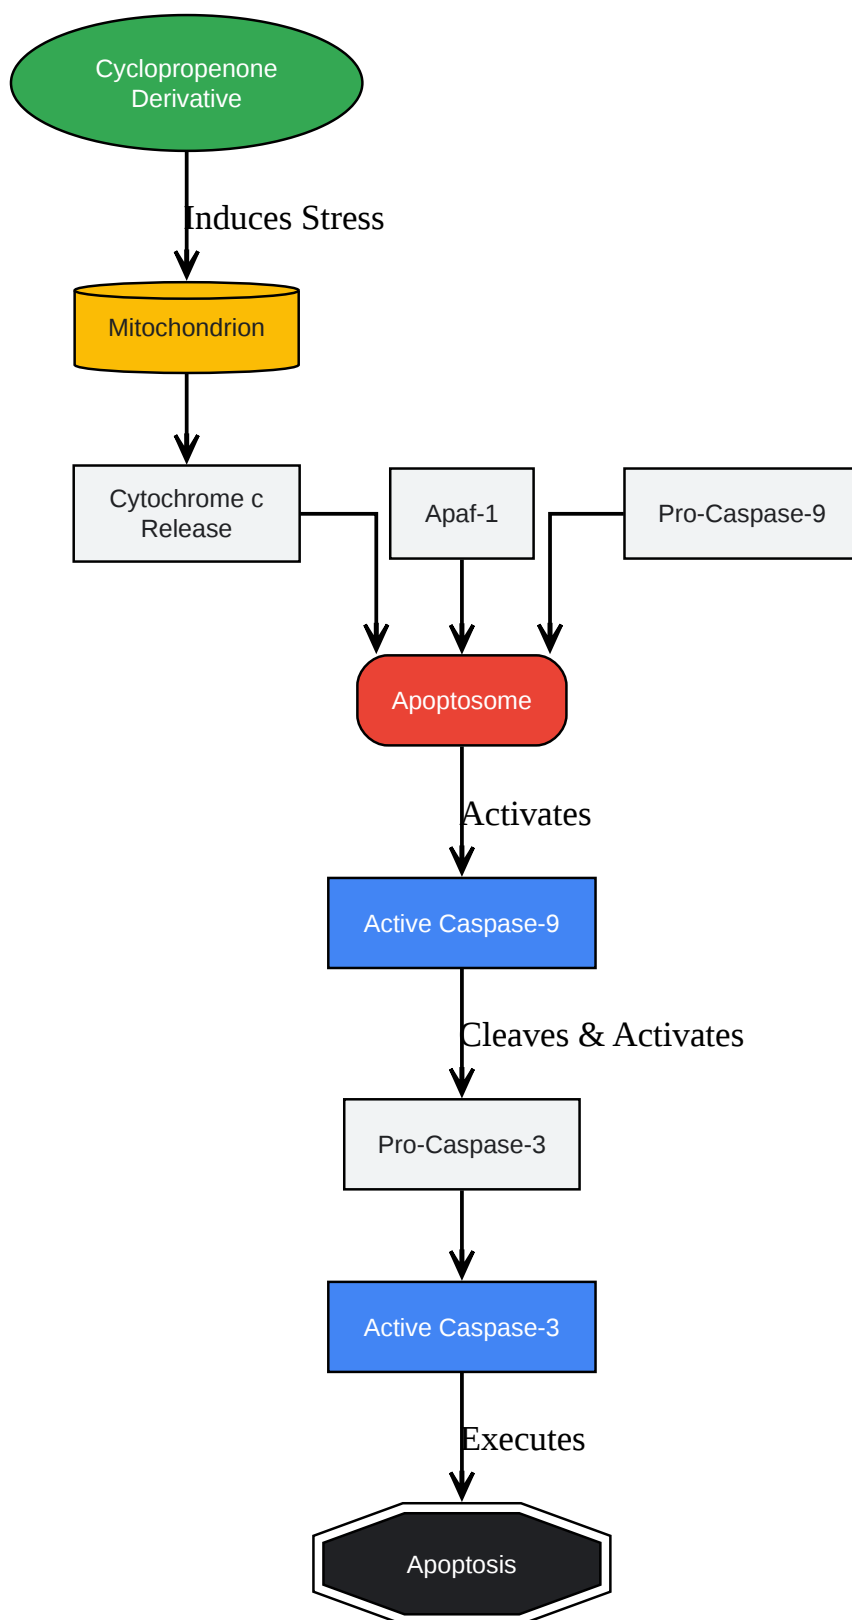 Cyclopropenone
Derivative
Induces Stress
Mitochondrion
Cytochrome c
Release
Apaf-1
Pro-Caspase-9
Apoptosome
Activates
Active Caspase-9
Cleaves & Activates
Pro-Caspase-3
Active Caspase-3
Executes
Apoptosis